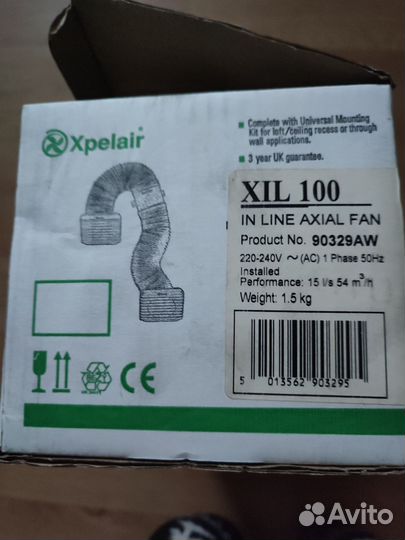 Xpelair®
Complete with Universal Mounting
Kit for loft/ceiling recess or through
wall applications.
3 year UK guarantee.
XIL 100
IN LINE AXIAL FAN
Product No. 90329AW
220-240V ~ (AC) 1 Phase 50Hz
Installed
Performance: 15 l/s 54 m³/h
Weight: 1.5 kg
5 013562 903295
CE
Avito